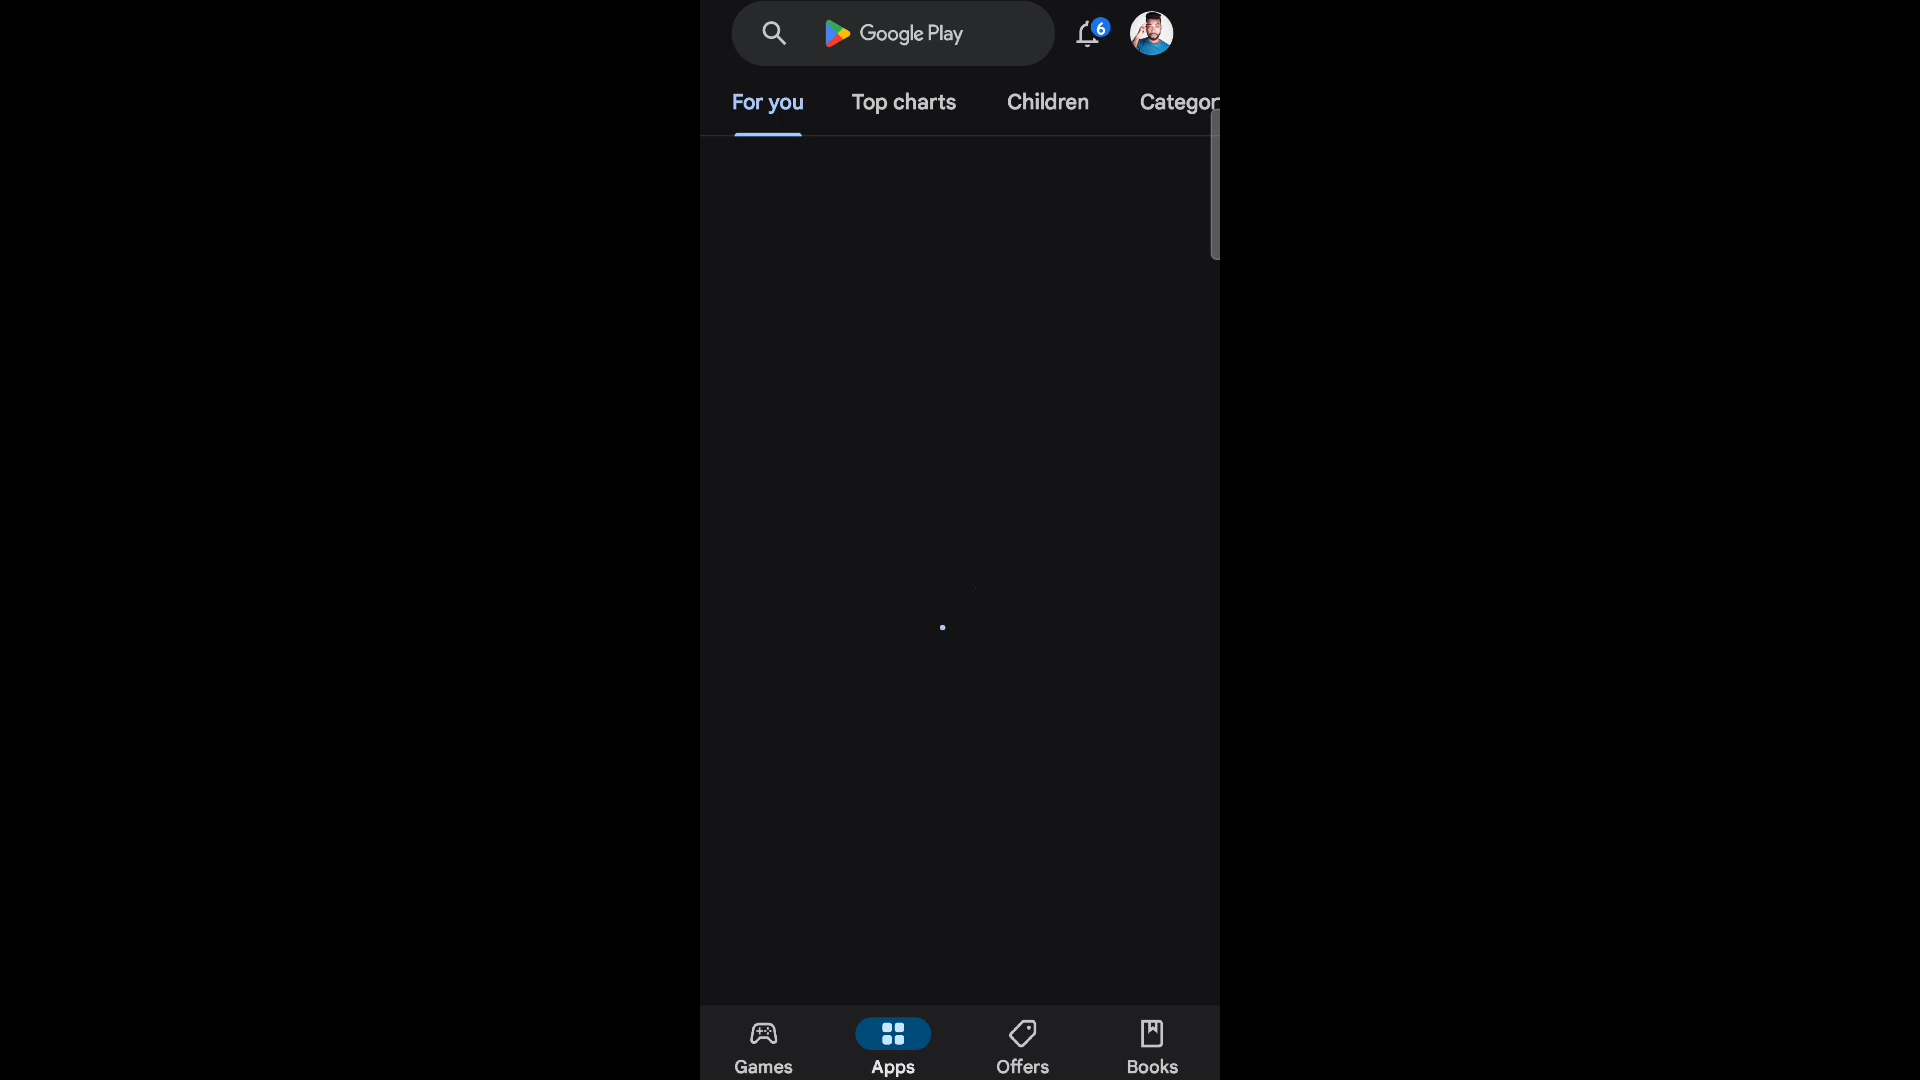 Google Play
6
For you
Top charts
Children
Categor
Games
Apps
Offers
Books